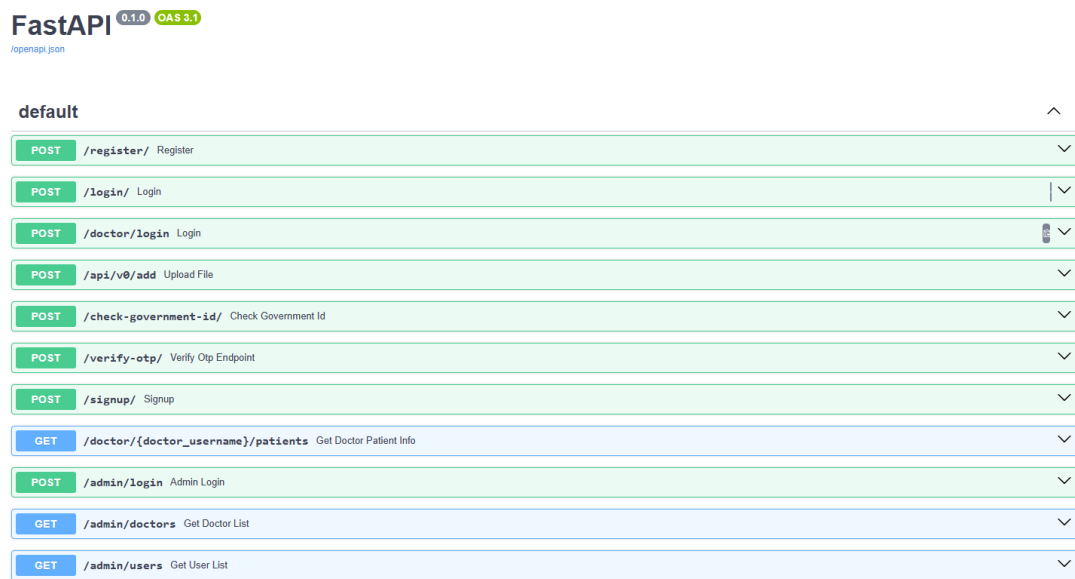 FastAPI 0.1.0 OAS 3.1
/openapi.json
default
POST /register/ Register
POST /login/ Login
POST /doctor/login Login
POST /api/v0/add Upload File
POST /check-government-id/ Check Government Id
POST /verify-otp/ Verify Otp Endpoint
POST /signup/ Signup
GET /doctor/{doctor_username}/patients Get Doctor Patient Info
POST /admin/login Admin Login
GET /admin/doctors Get Doctor List
GET /admin/users Get User List